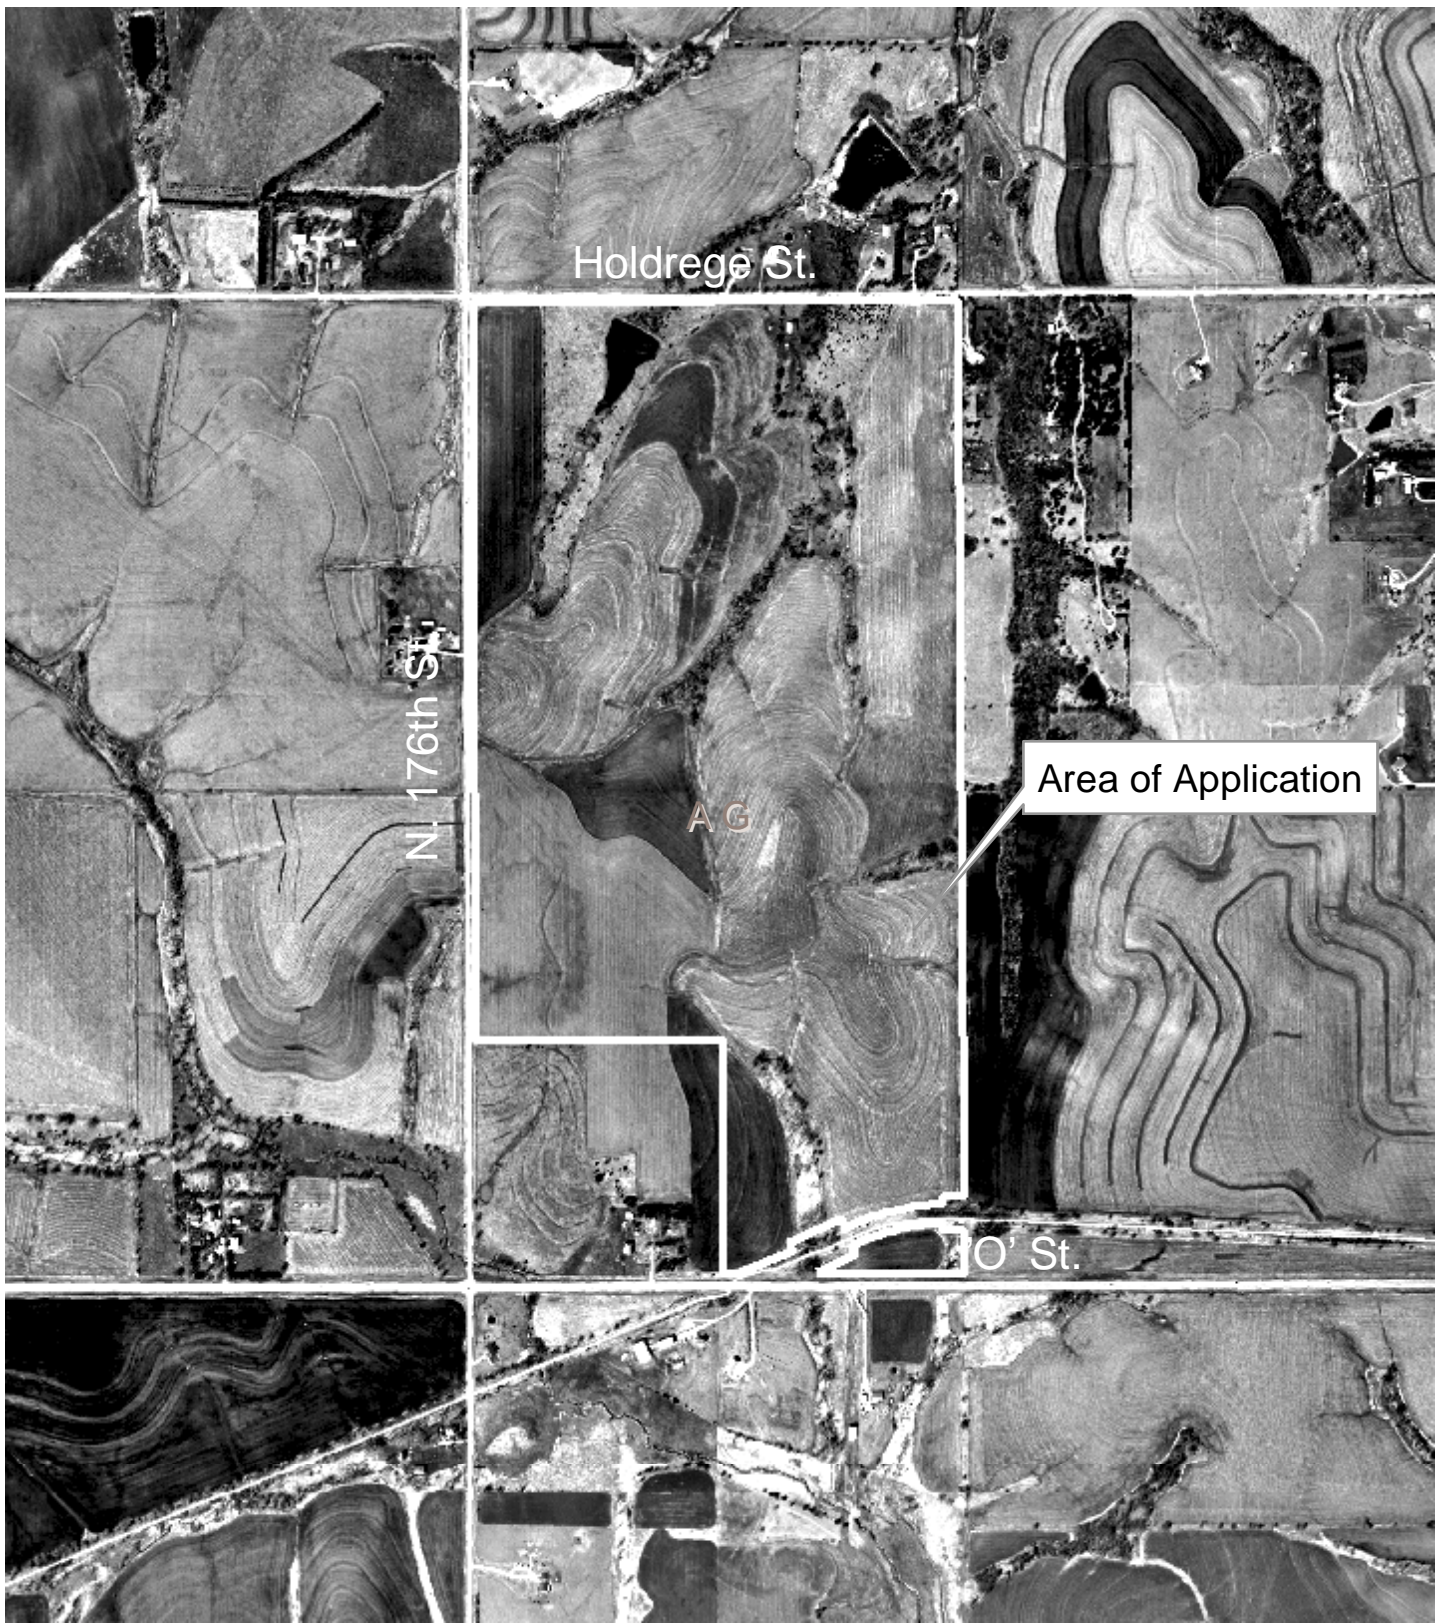 Holdrege St.
N. 176th St.
Area of Application
A G
'O' St.